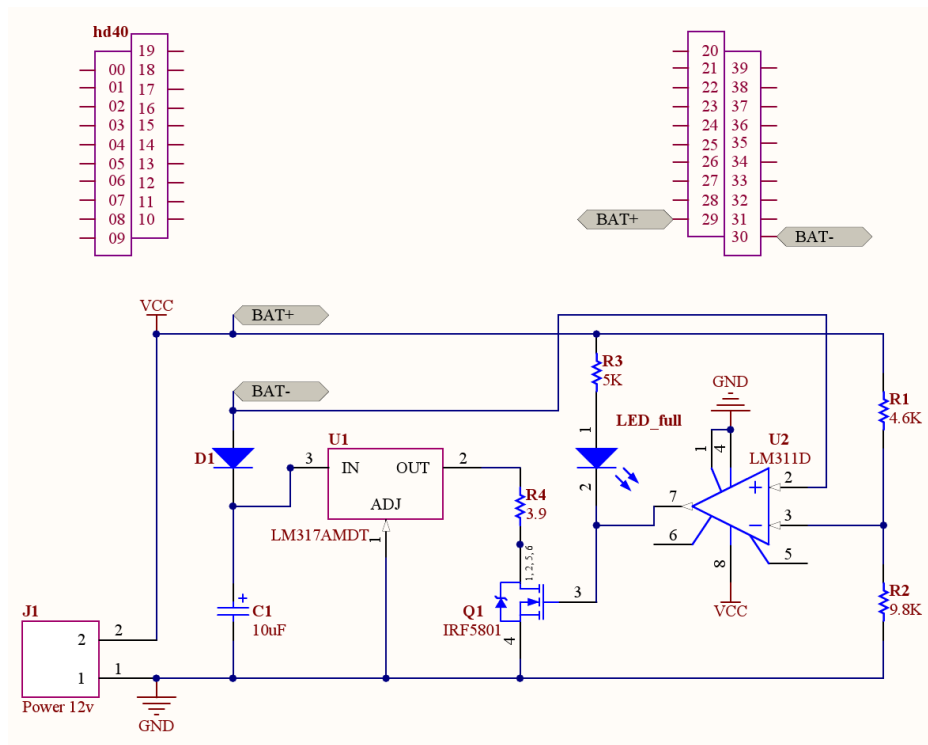 hd40
19
00 18
01 17
02 16
03 15
04 14
05 13
06 12
07 11
08 10
09
20
21 39
22 38
23 37
24 36
25 35
26 34
27 33
28 32
BAT+ 29 31
30 BAT-
VCC
BAT+
BAT-
R3
5K
GND
R1
4.6K
LED_full
1
2
D1
U1
3 IN OUT 2
ADJ
1
LM317AMDT
R4
3.9
U2
LM311D
1
4
+ 2
- 3
7
6
5
8
VCC
1, 2, 5, 6
Q1
IRF5801
3
4
R2
9.8K
+
C1
10uF
J1
2 2
1 1
Power 12v
GND